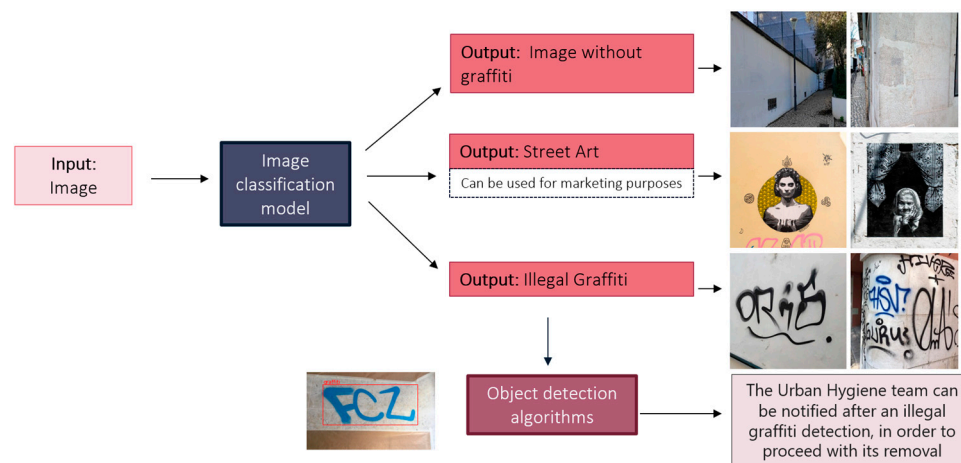 Input:
Image
Image
classification
model
Output: Image without
graffiti
Output: Street Art
Can be used for marketing purposes
Output: Illegal Graffiti
ORIS
HSV?
FCZ
Object detection
algorithms
The Urban Hygiene team can
be notified after an illegal
graffiti detection, in order to
proceed with its removal